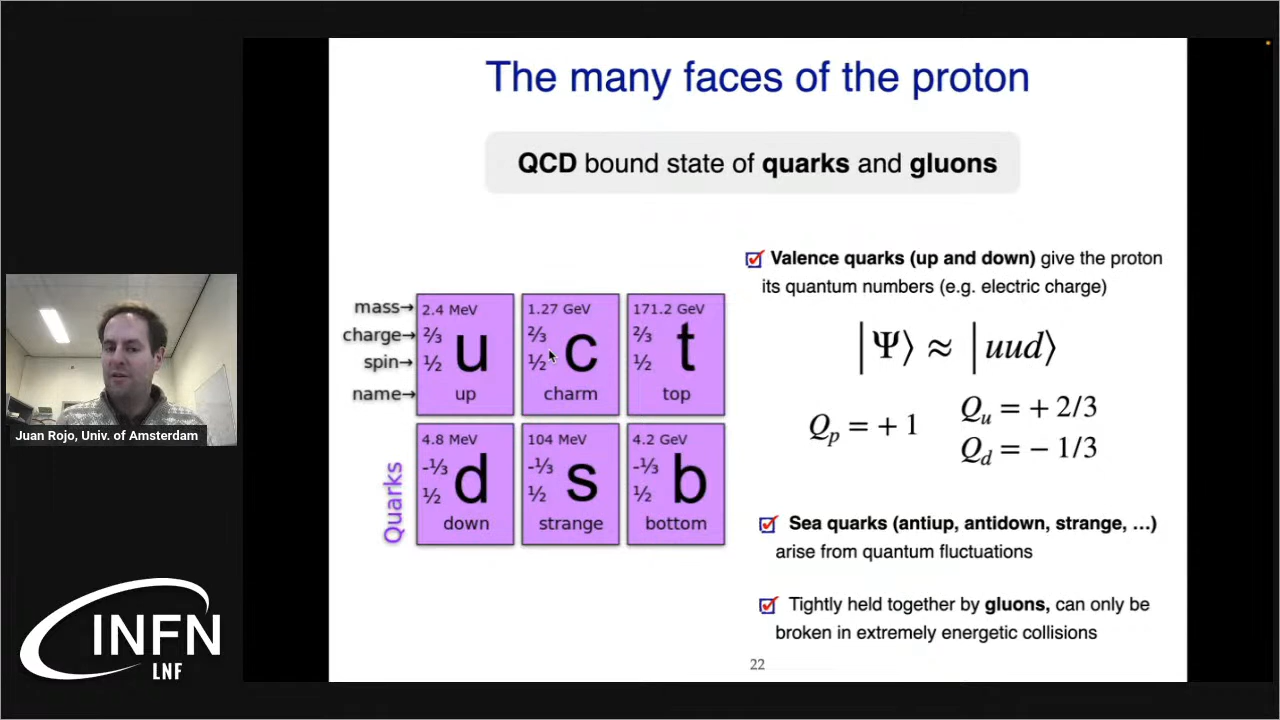 The many faces of the proton
QCD bound state of quarks and gluons
Valence quarks (up and down) give the proton
its quantum numbers (e.g. electric charge)
|Ψ⟩ ≈ |uud⟩
Q_p = + 1
Q_u = + 2/3
Q_d = − 1/3
Sea quarks (antiup, antidown, strange, …)
arise from quantum fluctuations
Tightly held together by gluons, can only be
broken in extremely energetic collisions
22
mass→
charge→
spin→
name→
2.4 MeV
⅔
½
u
up
1.27 GeV
⅔
½
c
charm
171.2 GeV
⅔
½
t
top
Quarks
4.8 MeV
-⅓
½
d
down
104 MeV
-⅓
½
s
strange
4.2 GeV
-⅓
½
b
bottom
Juan Rojo, Univ. of Amsterdam
INFN
LNF